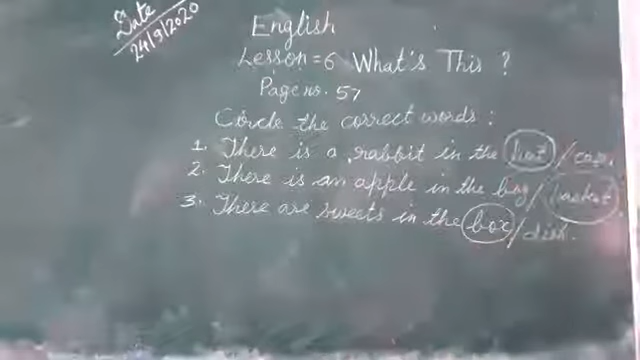 Date
24/9/2020
English
Lesson = 6 What's This ?
Page no. 57
Circle the correct words :
1. There is a rabbit in the hat / cap.
2. There is an apple in the bag / basket.
3. There are sweets in the box / dish.